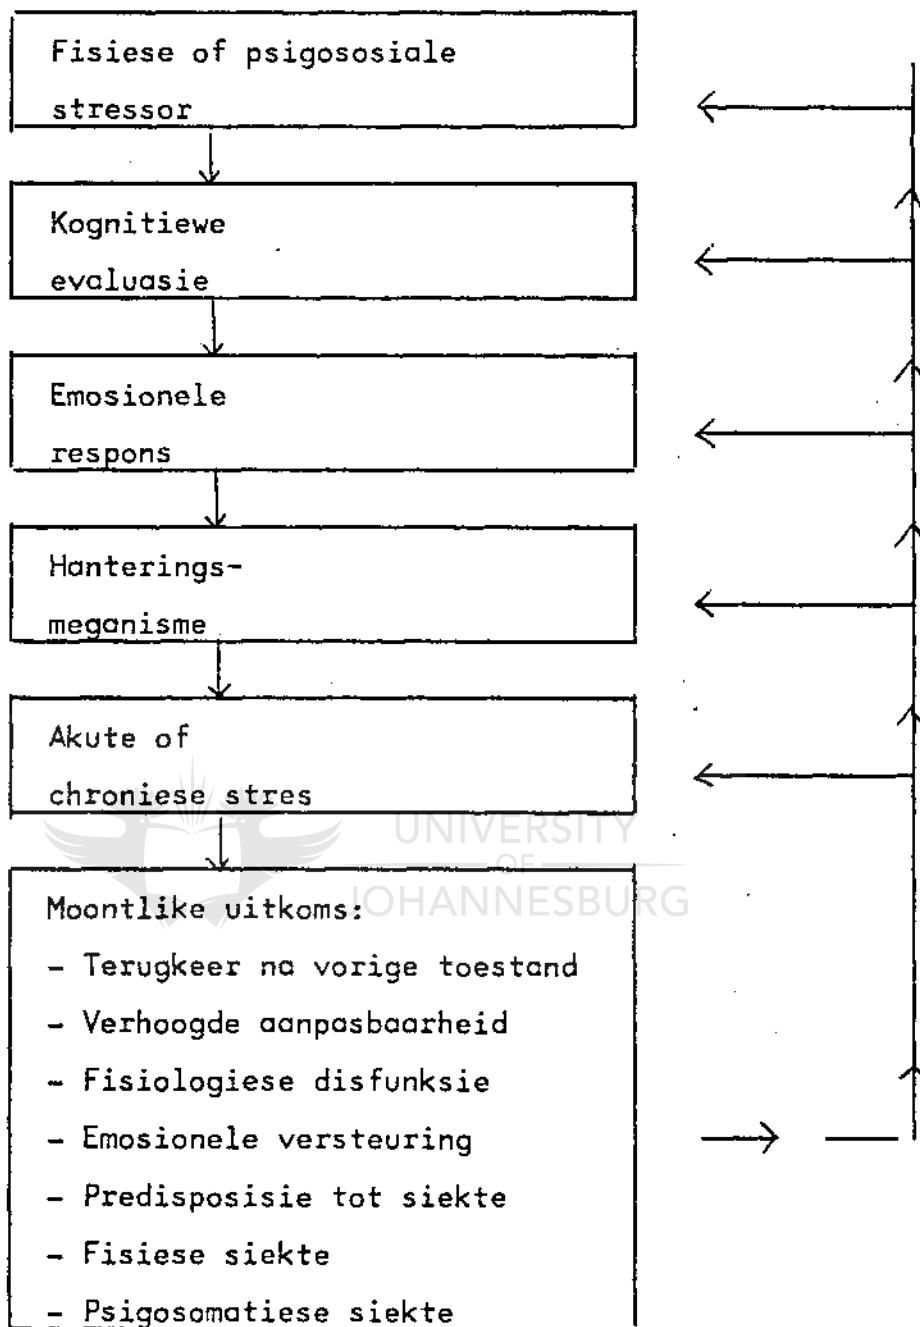 Fisiese of psigososiale
stressor
Kognitiewe
evaluasie
Emosionele
respons
Hanterings-
meganisme
Akute of
chroniese stres
UNIVERSITY
OF
JOHANNESBURG
Moontlike uitkoms:
- Terugkeer na vorige toestand
- Verhoogde aanpasbaarheid
- Fisiologiese disfunksie
- Emosionele versteuring
- Predisposisie tot siekte
- Fisiese siekte
- Psigosomatiese siekte